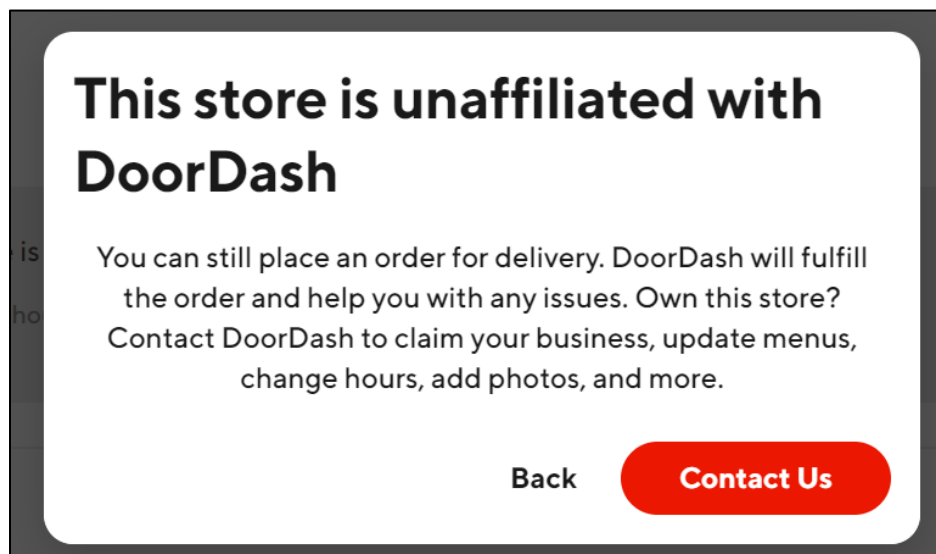 This store is unaffiliated with
DoorDash
is
You can still place an order for delivery. DoorDash will fulfill
the order and help you with any issues. Own this store?
ho
Contact DoorDash to claim your business, update menus,
change hours, add photos, and more.
Back
Contact Us